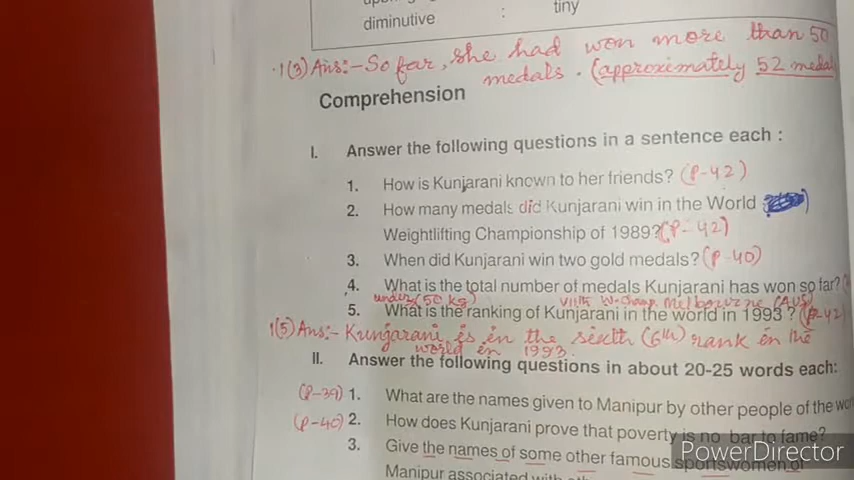 diminutive : tiny
1(3) Ans:- So far, she had won more than 50
medals. (approximately 52 medals
Comprehension
I. Answer the following questions in a sentence each :
1. How is Kunjarani known to her friends? (P-42)
2. How many medals did Kunjarani win in the World
Weightlifting Championship of 1989? (P-42)
3. When did Kunjarani win two gold medals? (P-40)
4. What is the total number of medals Kunjarani has won so far?
under (50 kg) W-champ. Melbourne (AUS)
5. What is the ranking of Kunjarani in the world in 1993 ? (P-42)
1(5) Ans:- Kunjarani is in the sixth (6th) rank in the
world in 1993.
II. Answer the following questions in about 20-25 words each:
(P-39) 1. What are the names given to Manipur by other people of the
(P-40) 2. How does Kunjarani prove that poverty is no bar to fame?
3. Give the names of some other famous sportswomen of
Manipur associated
PowerDirector